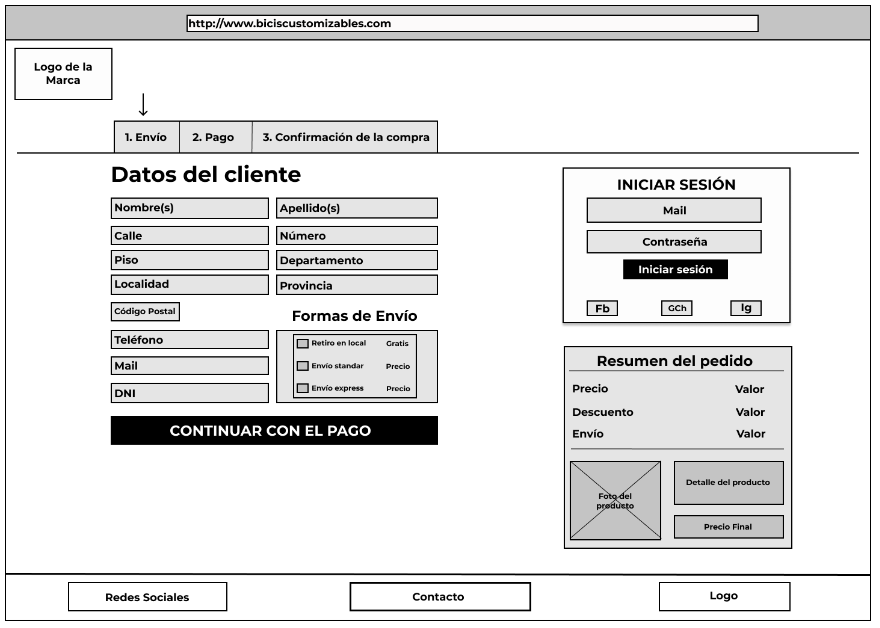 http://www.biciscustomizables.com
Logo de la
Marca
1. Envío
2. Pago
3. Confirmación de la compra
Datos del cliente
Nombre(s)
Apellido(s)
Calle
Número
Piso
Departamento
Localidad
Provincia
Código Postal
Formas de Envío
Teléfono
Mail
DNI
Retiro en local Gratis
Envío standar Precio
Envío express Precio
CONTINUAR CON EL PAGO
INICIAR SESIÓN
Mail
Contraseña
Iniciar sesión
Fb
GCh
Ig
Resumen del pedido
Precio Valor
Descuento Valor
Envío Valor
Foto del
producto
Detalle del producto
Precio Final
Redes Sociales
Contacto
Logo